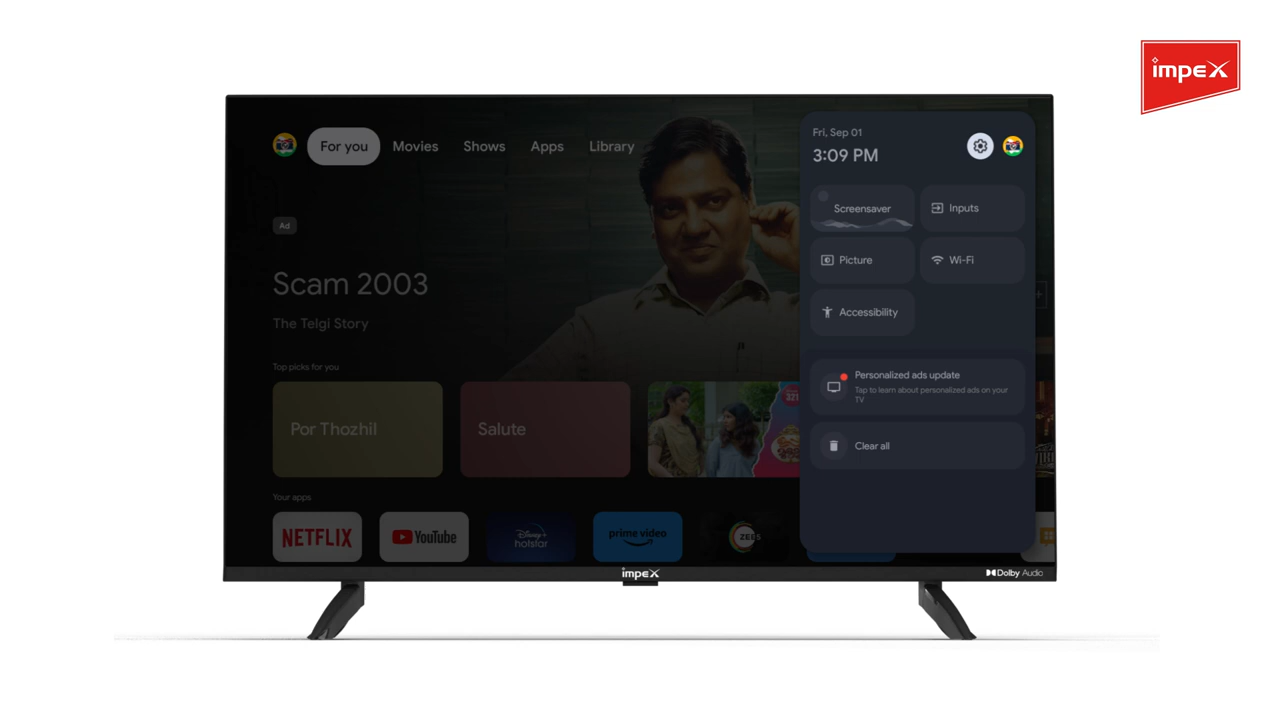 impex
For you
Movies
Shows
Apps
Library
Ad
Scam 2003
The Telgi Story
Top picks for you
Por Thozhil
Salute
321
Your apps
NETFLIX
YouTube
Disney+
hotstar
prime video
ZEE5
Fri, Sep 01
3:09 PM
Screensaver
Inputs
Picture
Wi-Fi
Accessibility
Personalized ads update
Tap to learn about personalized ads on your
TV
Clear all
impex
Dolby Audio